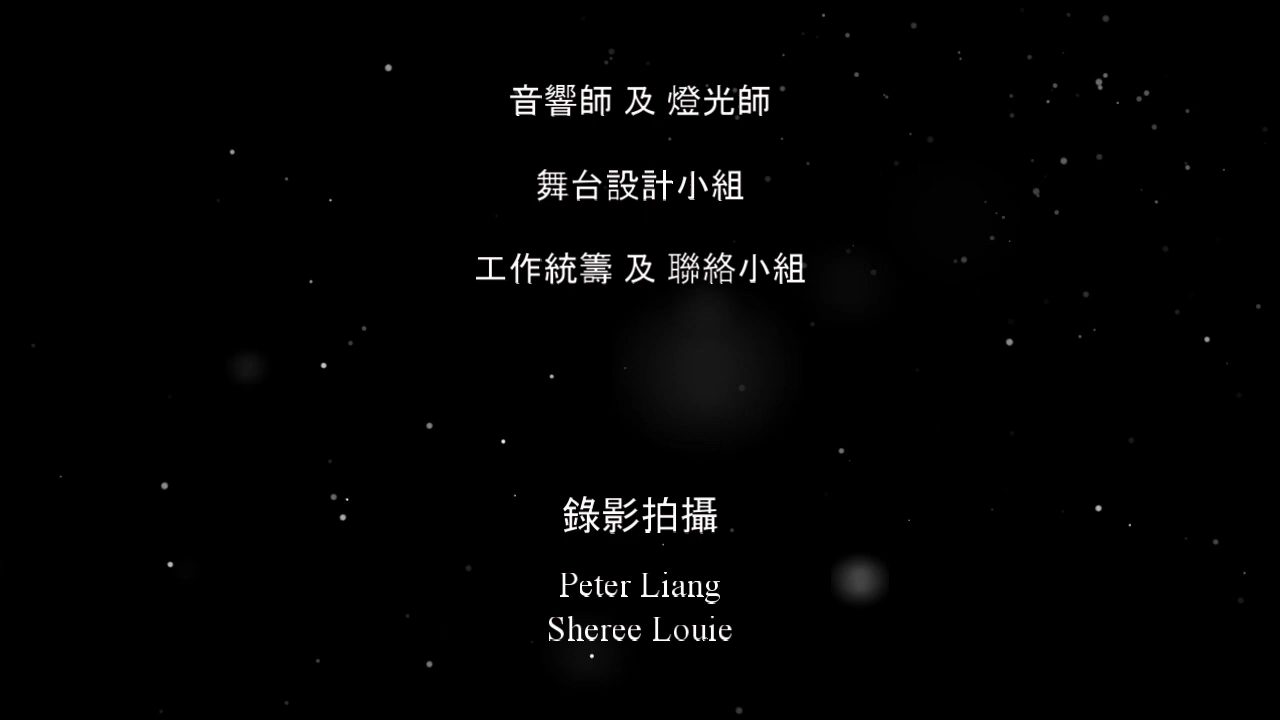 音響師 及 燈光師
舞台設計小組
工作統籌 及 聯絡小組
錄影拍攝
Peter Liang
Sheree Louie